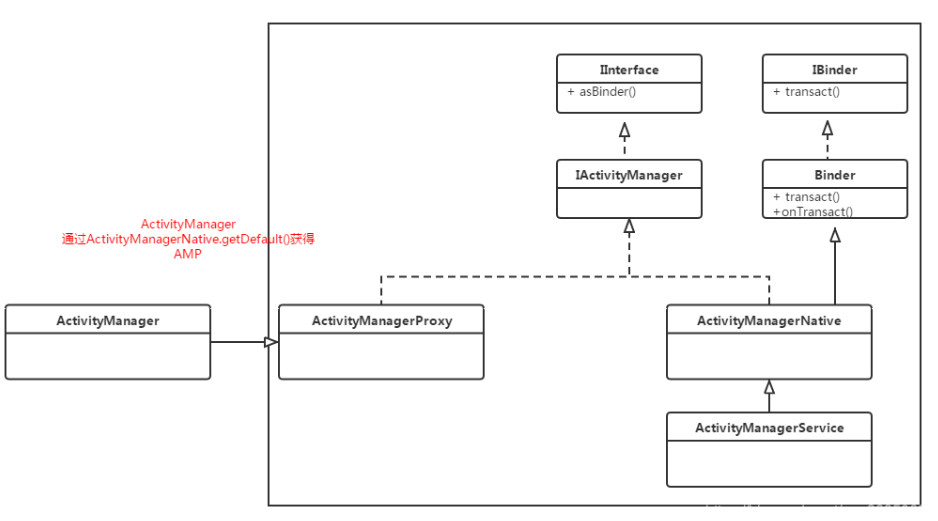 IInterface
+ asBinder()
IBinder
+ transact()
IActivityManager
Binder
+ transact()
+onTransact()
ActivityManager
通过ActivityManagerNative.getDefault()获得
AMP
ActivityManager
ActivityManagerProxy
ActivityManagerNative
ActivityManagerService